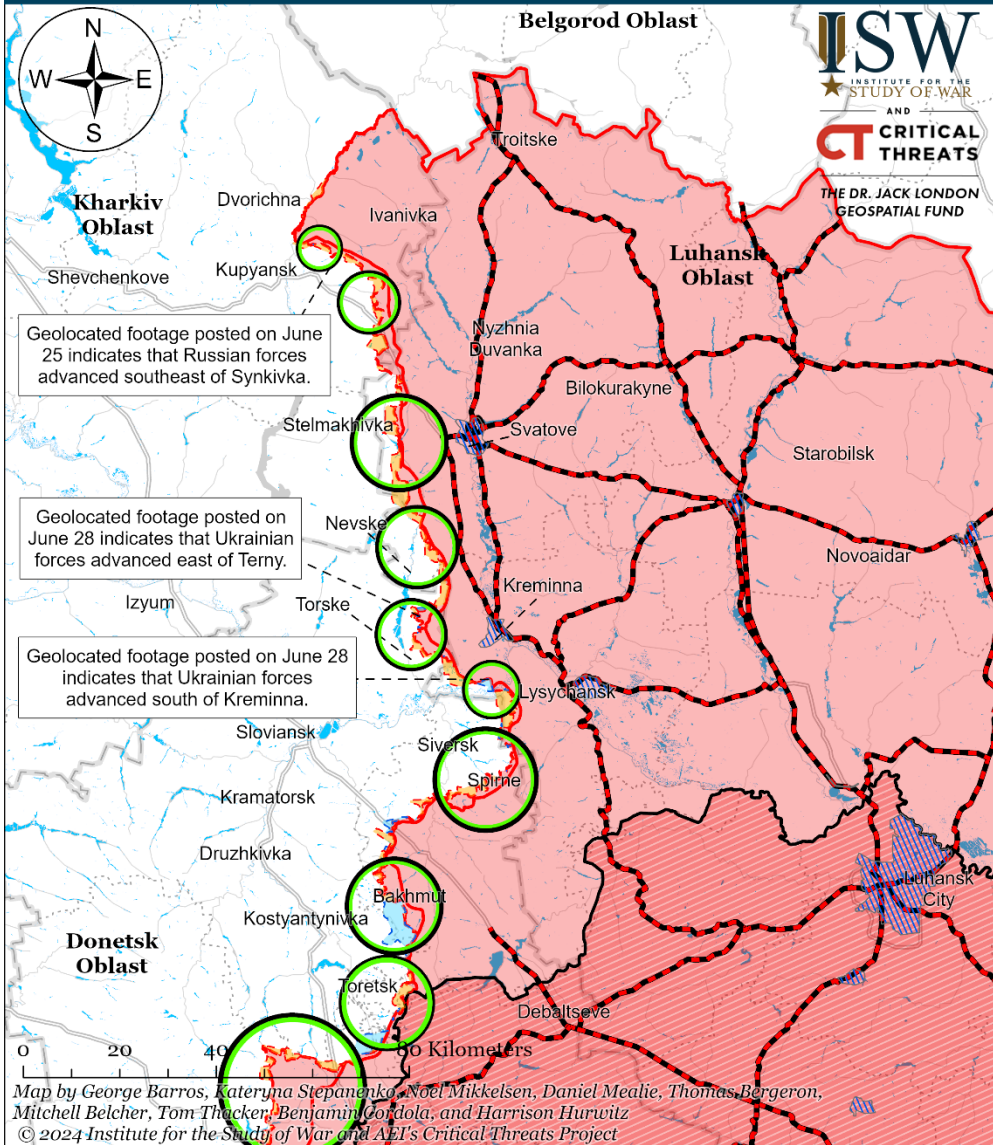 Belgorod Oblast
N
W
E
S
ISW
INSTITUTE FOR THE
STUDY OF WAR
AND
CT CRITICAL
THREATS
THE DR. JACK LONDON
GEOSPATIAL FUND
Troitske
Dvorichna
Kharkiv
Oblast
Ivanivka
Shevchenkove
Kupyansk
Luhansk
Oblast
Geolocated footage posted on June
25 indicates that Russian forces
advanced southeast of Synkivka.
Nyzhnia
Duvanka
Bilokurakyne
Stelmakhivka
Svatove
Starobilsk
Geolocated footage posted on
June 28 indicates that Ukrainian
forces advanced east of Terny.
Nevske
Novoaidar
Izyum
Torske
Kreminna
Geolocated footage posted on June 28
indicates that Ukrainian forces
advanced south of Kreminna.
Lysychansk
Sloviansk
Siversk
Spirne
Kramatorsk
Druzhkivka
Bakhmut
Luhansk
City
Kostyantynivka
Donetsk
Oblast
Toretsk
Debaltseve
0 20 40 80 Kilometers
Map by George Barros, Kateryna Stepanenko, Noel Mikkelsen, Daniel Mealie, Thomas Bergeron,
Mitchell Belcher, Tom Thacker, Benjamin Cordola, and Harrison Hurwitz
© 2024 Institute for the Study of War and AEI's Critical Threats Project